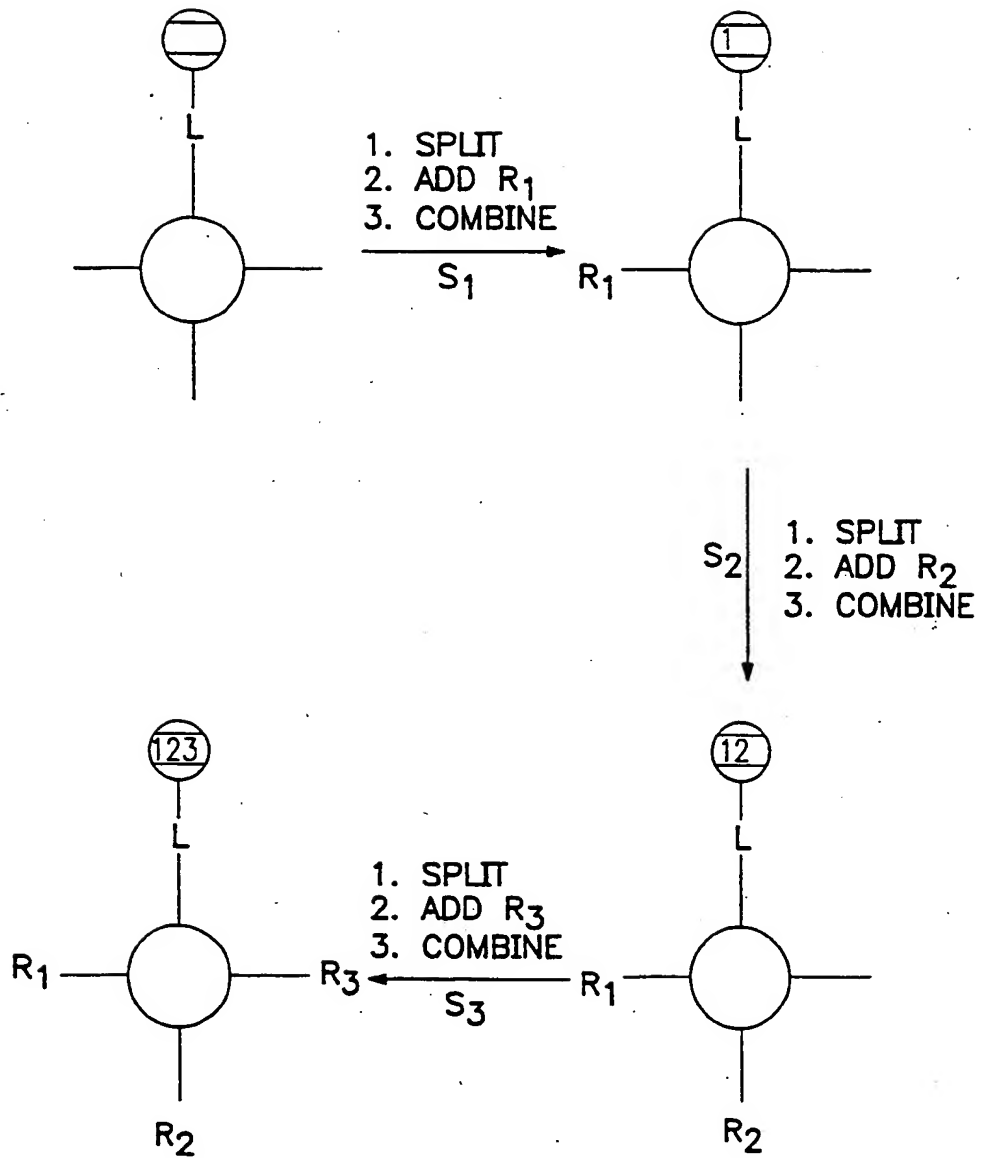 1
L
L
1. SPLIT
2. ADD R₁
3. COMBINE
S₁
R₁
S₂
1. SPLIT
2. ADD R₂
3. COMBINE
123
12
L
L
1. SPLIT
2. ADD R₃
3. COMBINE
R₁
R₃
S₃
R₁
R₂
R₂